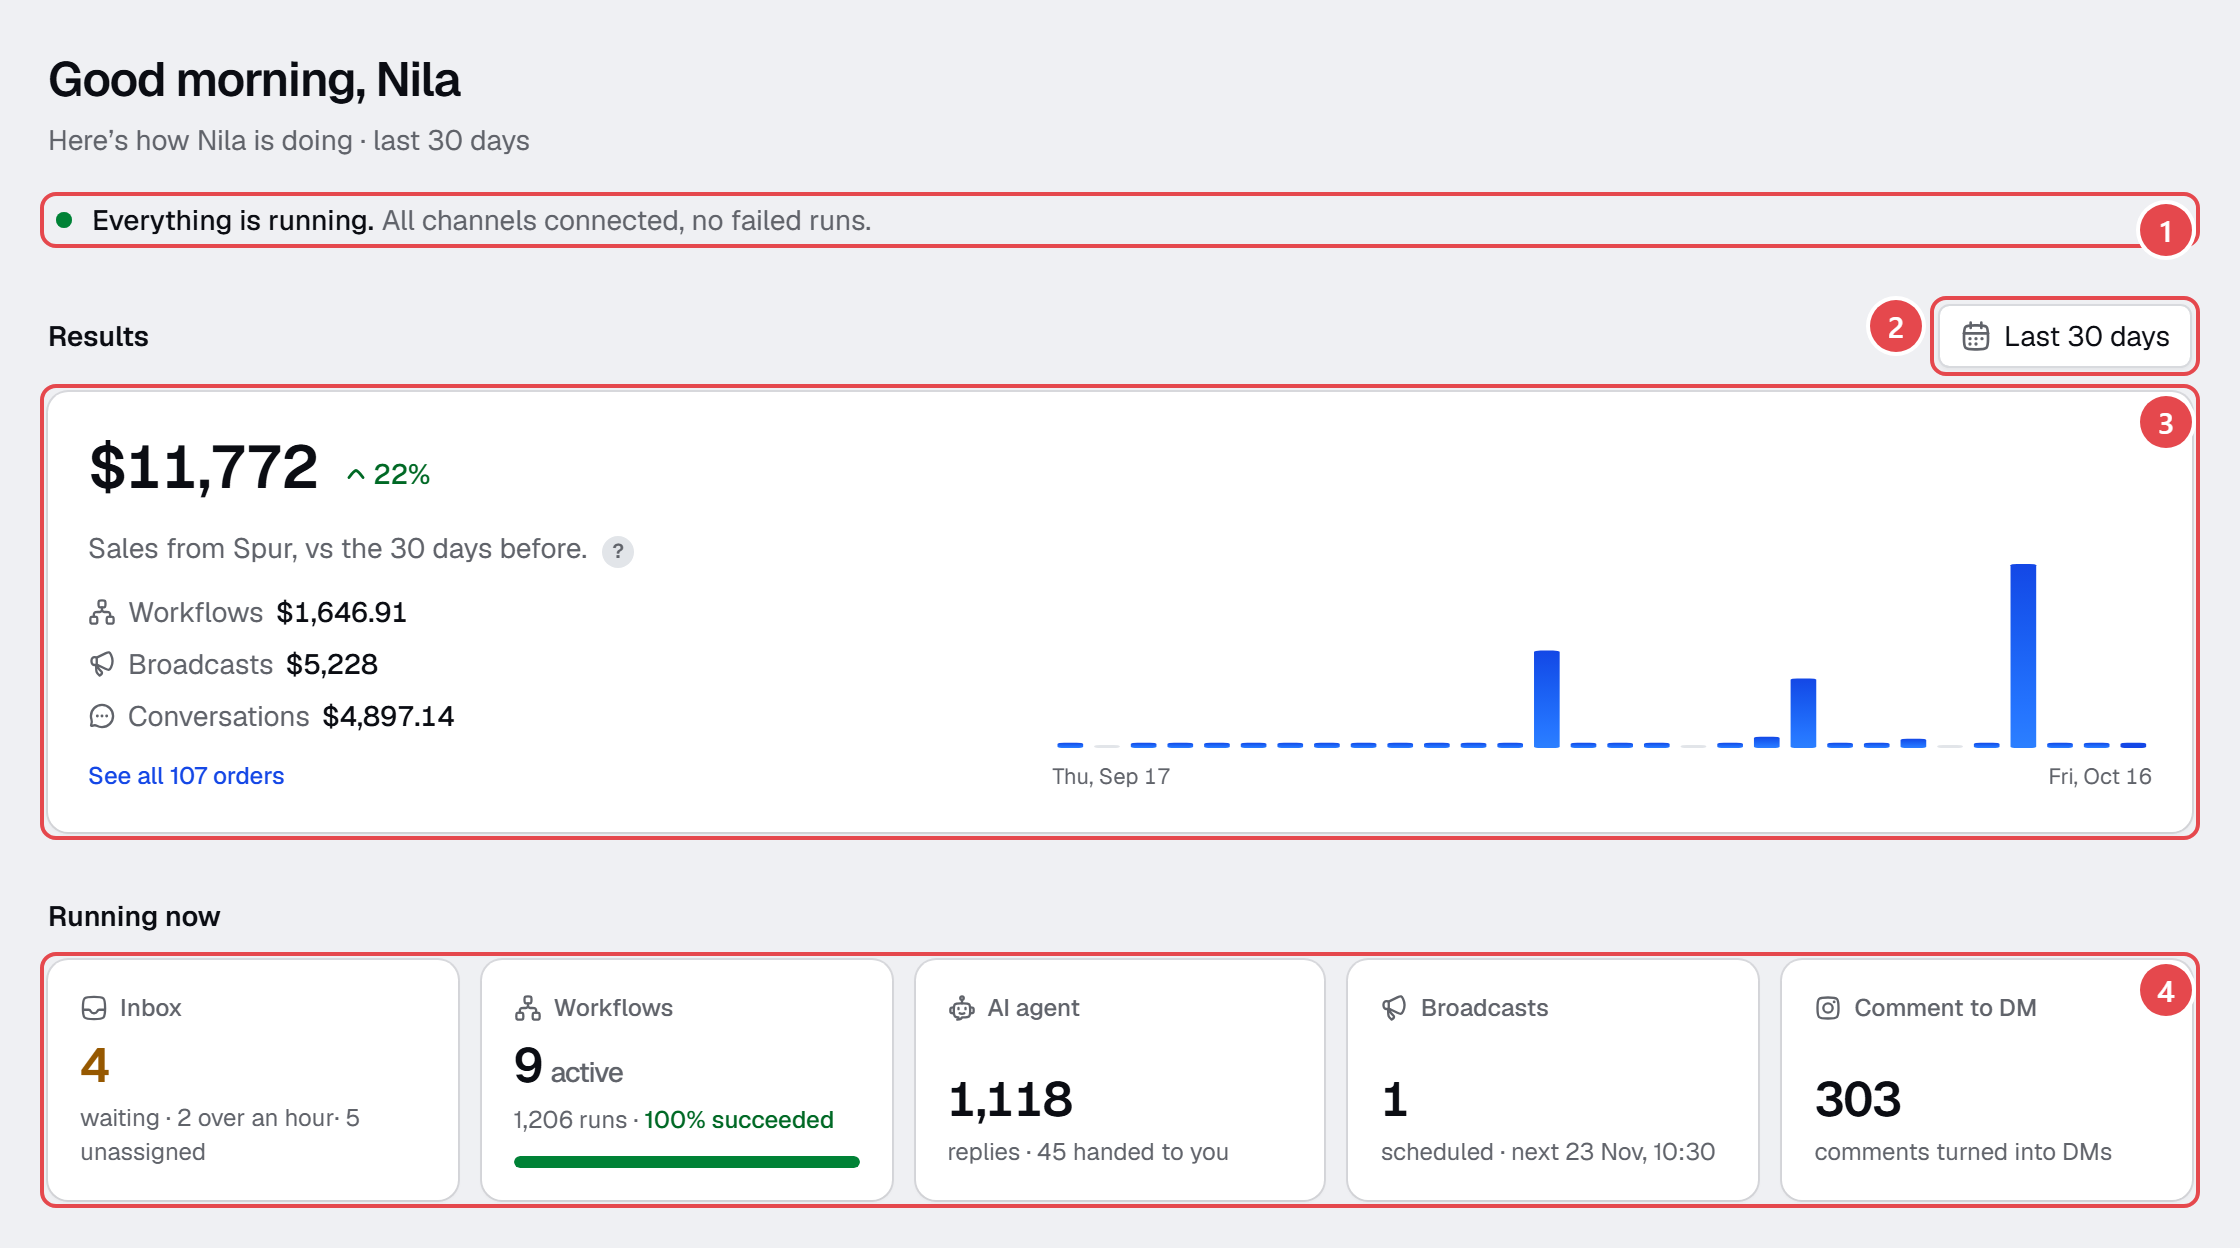 Good morning, Nila
Here’s how Nila is doing · last 30 days
Everything is running. All channels connected, no failed runs.
1
Results
2
Last 30 days
3
$11,772 22%
Sales from Spur, vs the 30 days before. ?
Workflows $1,646.91
Broadcasts $5,228
Conversations $4,897.14
See all 107 orders
Thu, Sep 17
Fri, Oct 16
Running now
4
Inbox
4
waiting · 2 over an hour· 5
unassigned
Workflows
9 active
1,206 runs · 100% succeeded
AI agent
1,118
replies · 45 handed to you
Broadcasts
1
scheduled · next 23 Nov, 10:30
Comment to DM
303
comments turned into DMs